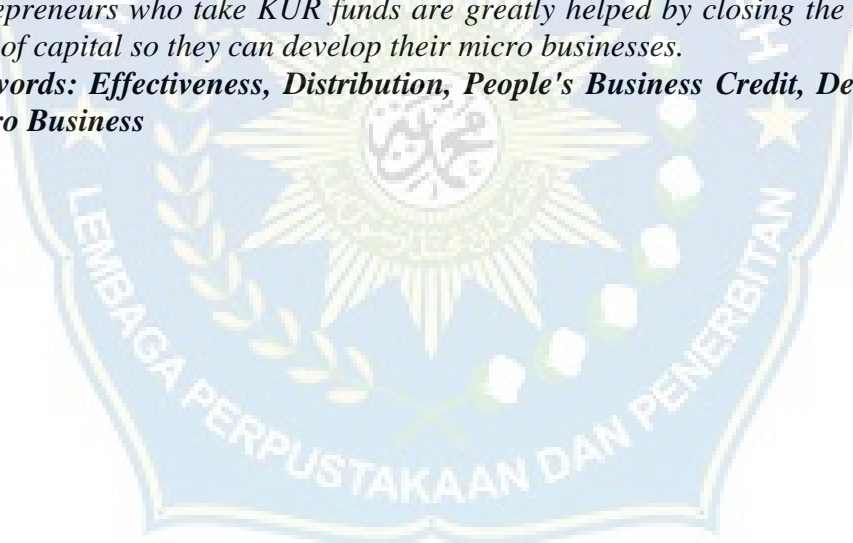 epreneurs who take KUR funds are greatly helped by closing the
of capital so they can develop their micro businesses.
words: Effectiveness, Distribution, People's Business Credit, De
ro Business
LEMBAGA PERPUSTAKAAN DAN PENERBITAN